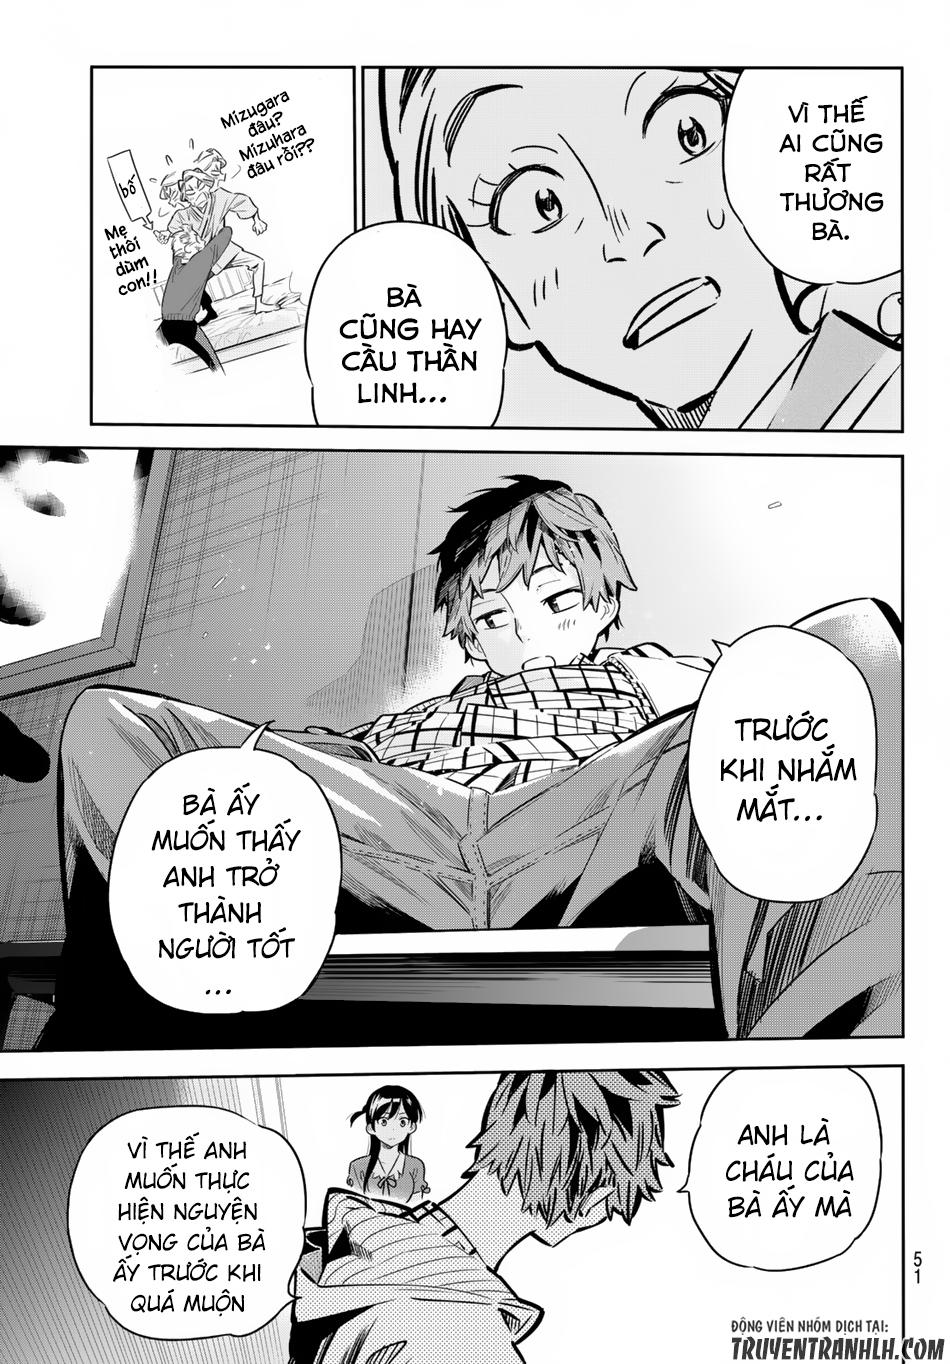 VÌ THẾ
AI CŨNG
RẤT
THƯƠNG
BÀ.
BÀ
CŨNG HAY
CẦU THẦN
LINH...
Mizugara
đâu?
Mizuhara
đâu rồi??
bố
Mẹ
thôi
dùm
con!!
TRƯỚC
KHI NHẮM
MẮT...
BÀ ẤY
MUỐN THẤY
ANH TRỞ
THÀNH
NGƯỜI TỐT
...
ANH LÀ
CHÁU CỦA
BÀ ẤY MÀ
VÌ THẾ ANH
MUỐN THỰC
HIỆN NGUYỆN
VỌNG CỦA BÀ
ẤY TRƯỚC KHI
QUÁ MUỘN
51
ĐỘNG VIÊN NHÓM DỊCH TẠI:
TRUYENTRANHLH.COM